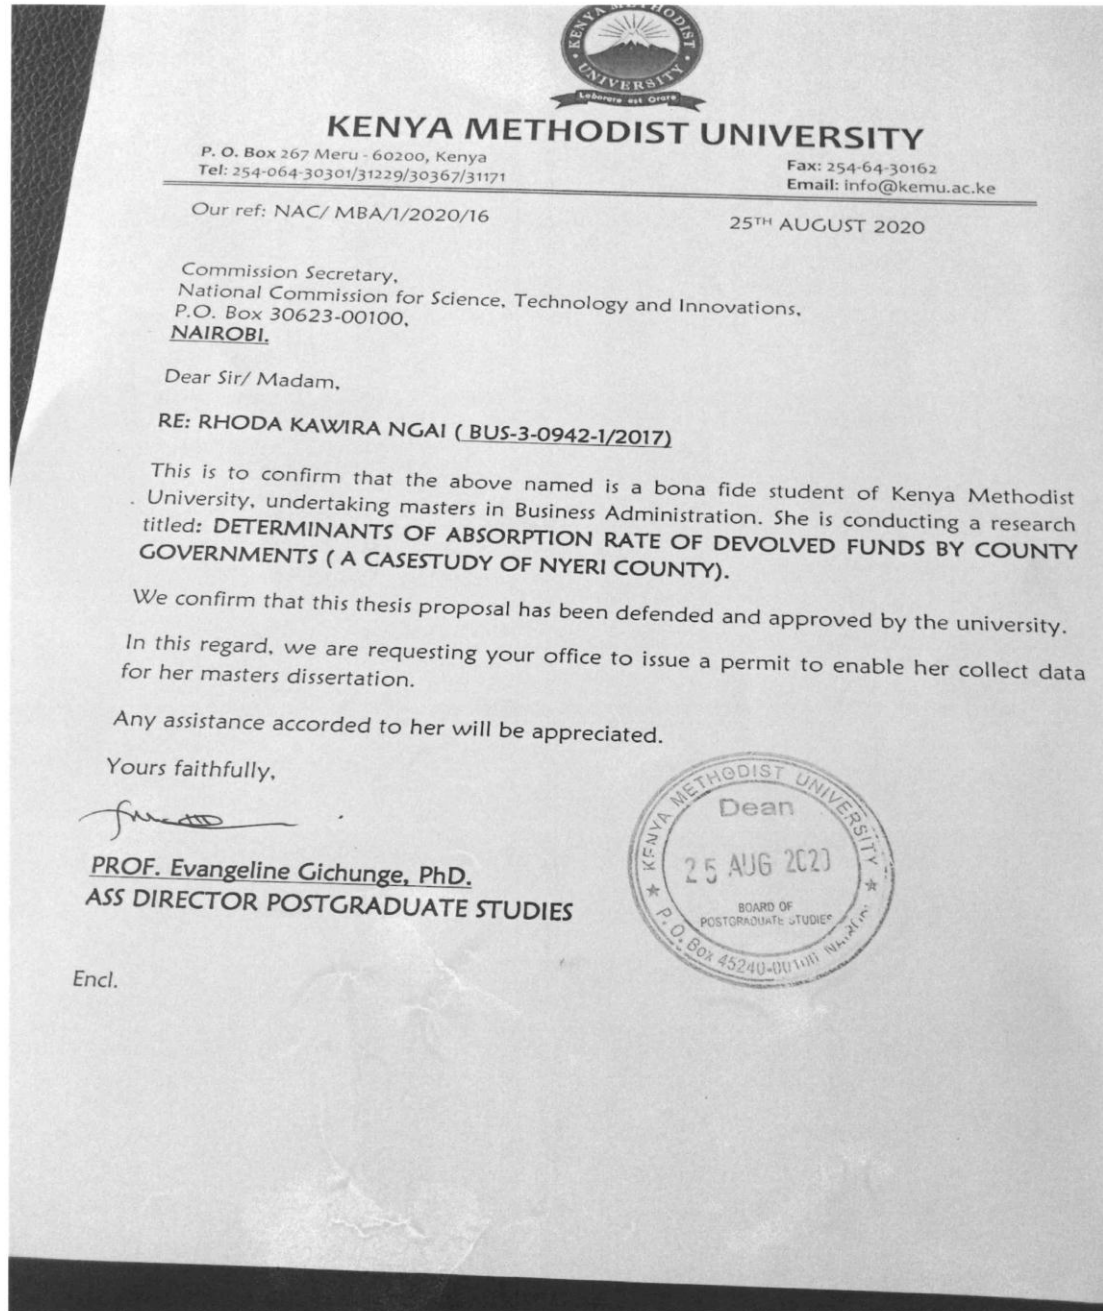 KENYA METHODIST
UNIVERSITY
Laborare est Orare
KENYA METHODIST UNIVERSITY
P. O. Box 267 Meru - 60200, Kenya
Tel: 254-064-30301/31229/30367/31171
Fax: 254-64-30162
Email: info@kemu.ac.ke
Our ref: NAC/ MBA/1/2020/16
25TH AUGUST 2020
Commission Secretary,
National Commission for Science, Technology and Innovations,
P.O. Box 30623-00100,
NAIROBI.
Dear Sir/ Madam,
RE: RHODA KAWIRA NGAI ( BUS-3-0942-1/2017)
This is to confirm that the above named is a bona fide student of Kenya Methodist
University, undertaking masters in Business Administration. She is conducting a research
titled: DETERMINANTS OF ABSORPTION RATE OF DEVOLVED FUNDS BY COUNTY
GOVERNMENTS ( A CASESTUDY OF NYERI COUNTY).
We confirm that this thesis proposal has been defended and approved by the university.
In this regard, we are requesting your office to issue a permit to enable her collect data
for her masters dissertation.
Any assistance accorded to her will be appreciated.
Yours faithfully,
PROF. Evangeline Gichunge, PhD.
ASS DIRECTOR POSTGRADUATE STUDIES
KENYA METHODIST UNIVERSITY
Dean
25 AUG 2020
BOARD OF
POSTGRADUATE STUDIES
P. O. Box 45240-00100 NAIROBI
Encl.